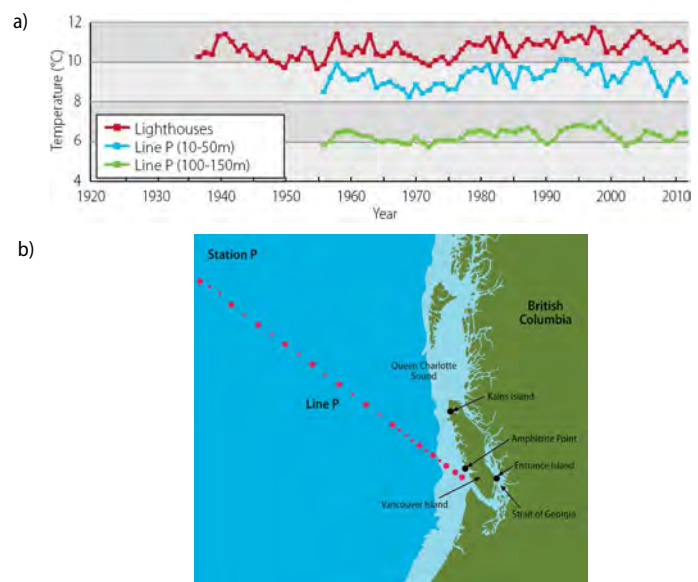 a)
12
10
8
6
4
Temperature (°C)
Lighthouses
Line P (10-50m)
Line P (100-150m)
1920 1930 1940 1950 1960 1970 1980 1990 2000 2010
Year
b)
Station P
British
Columbia
Queen Charlotte
Sound
Kains Island
Line P
Amphitrite Point
Entrance Island
Vancouver Island
Strait of Georgia